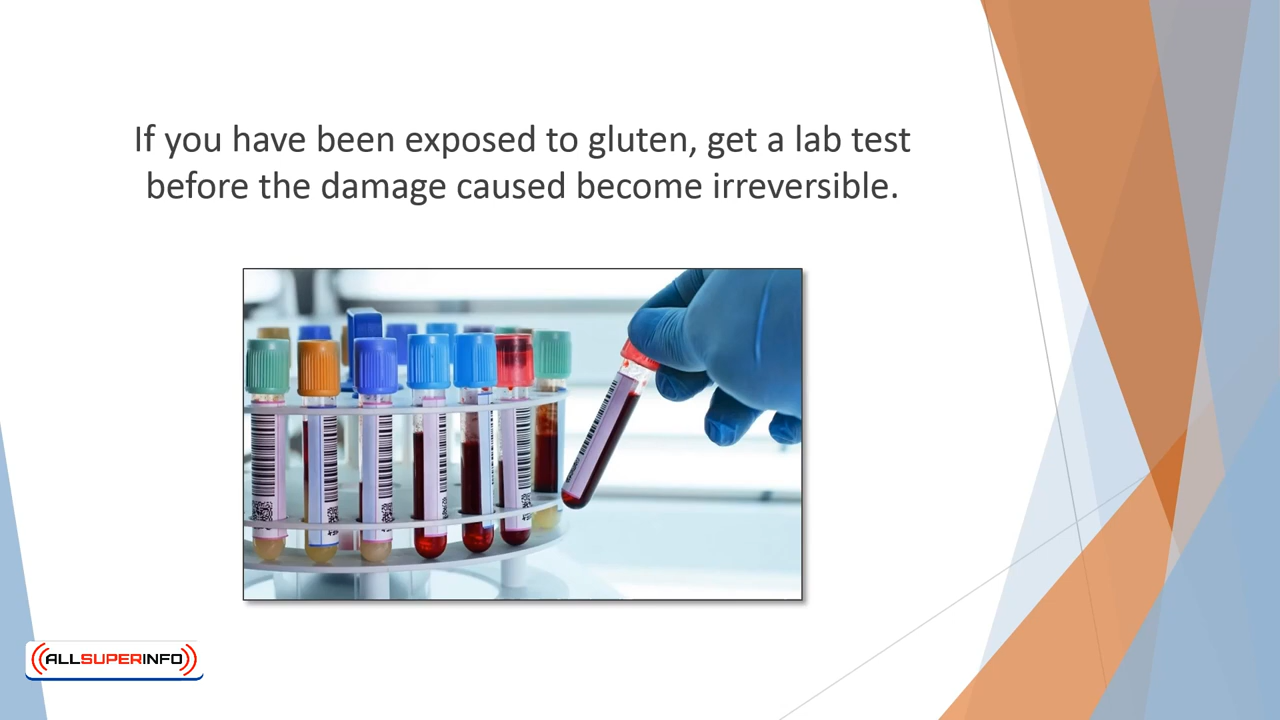 If you have been exposed to gluten, get a lab test
before the damage caused become irreversible.
ALLSUPERINFO